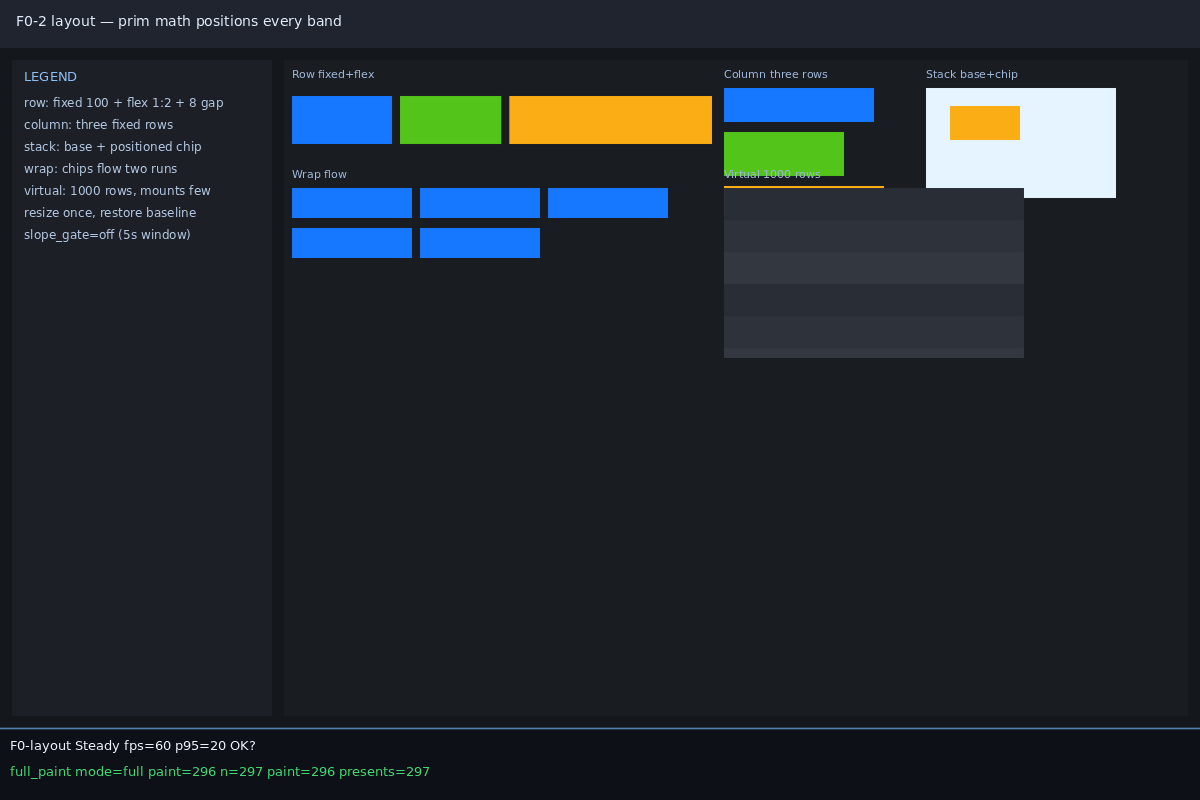 F0-2 layout — prim math positions every band
LEGEND
row: fixed 100 + flex 1:2 + 8 gap
column: three fixed rows
stack: base + positioned chip
wrap: chips flow two runs
virtual: 1000 rows, mounts few
resize once, restore baseline
slope_gate=off (5s window)
Row fixed+flex
Column three rows
Stack base+chip
Wrap flow
Virtual 1000 rows
F0-layout Steady fps=60 p95=20 OK?
full_paint mode=full paint=296 n=297 paint=296 presents=297